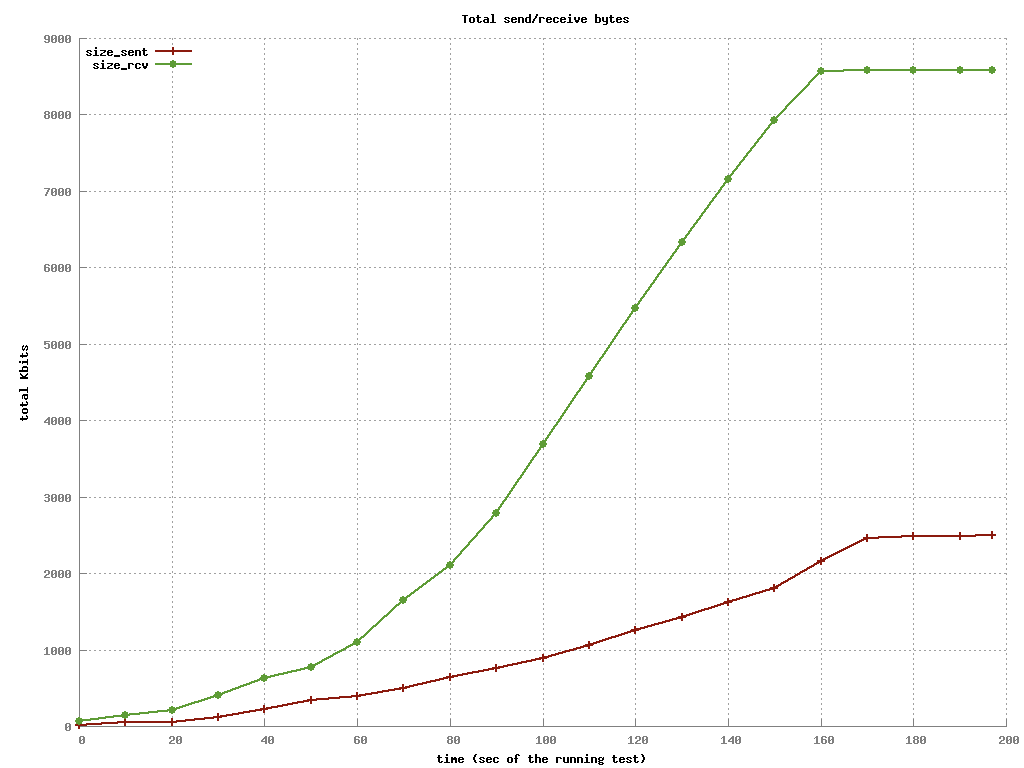 Total send/receive bytes
size_sent
size_rcv
9000
8000
7000
6000
5000
4000
3000
2000
1000
0
total Kbits
0 20 40 60 80 100 120 140 160 180 200
time (sec of the running test)